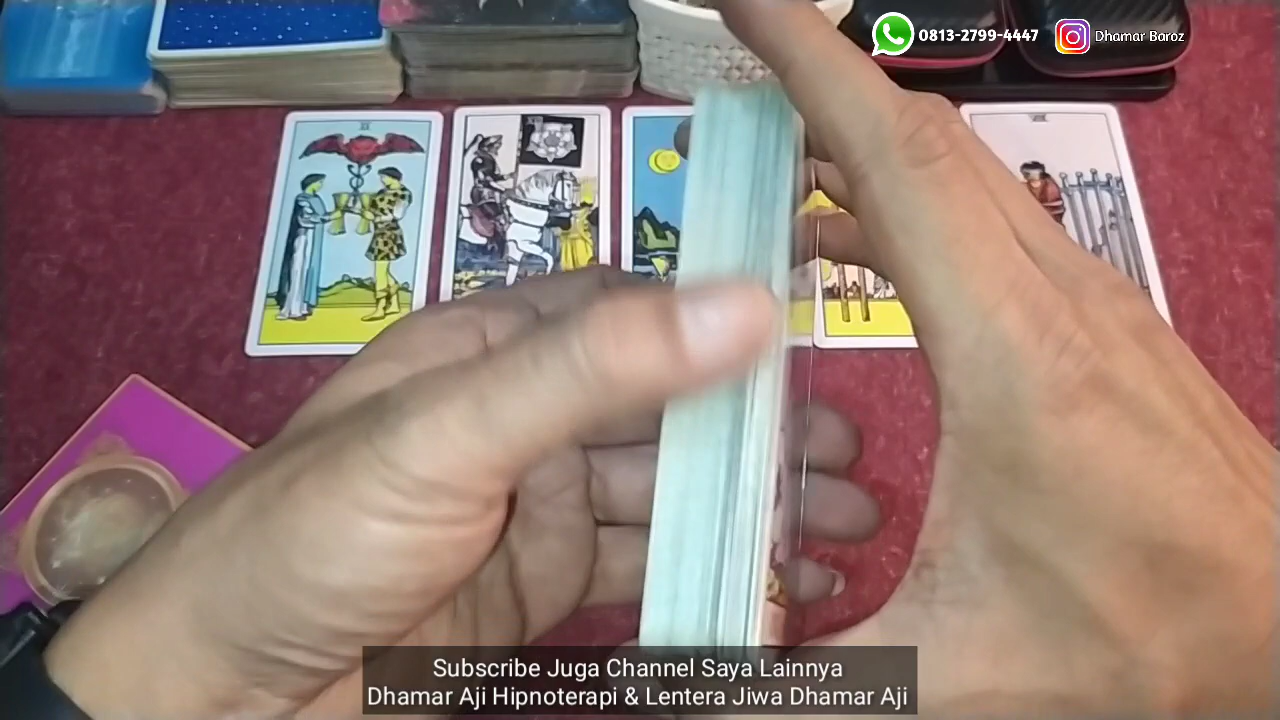 0813-2799-4447
Dhamar Baroz
Subscribe Juga Channel Saya Lainnya
Dhamar Aji Hipnoterapi & Lentera Jiwa Dhamar Aji